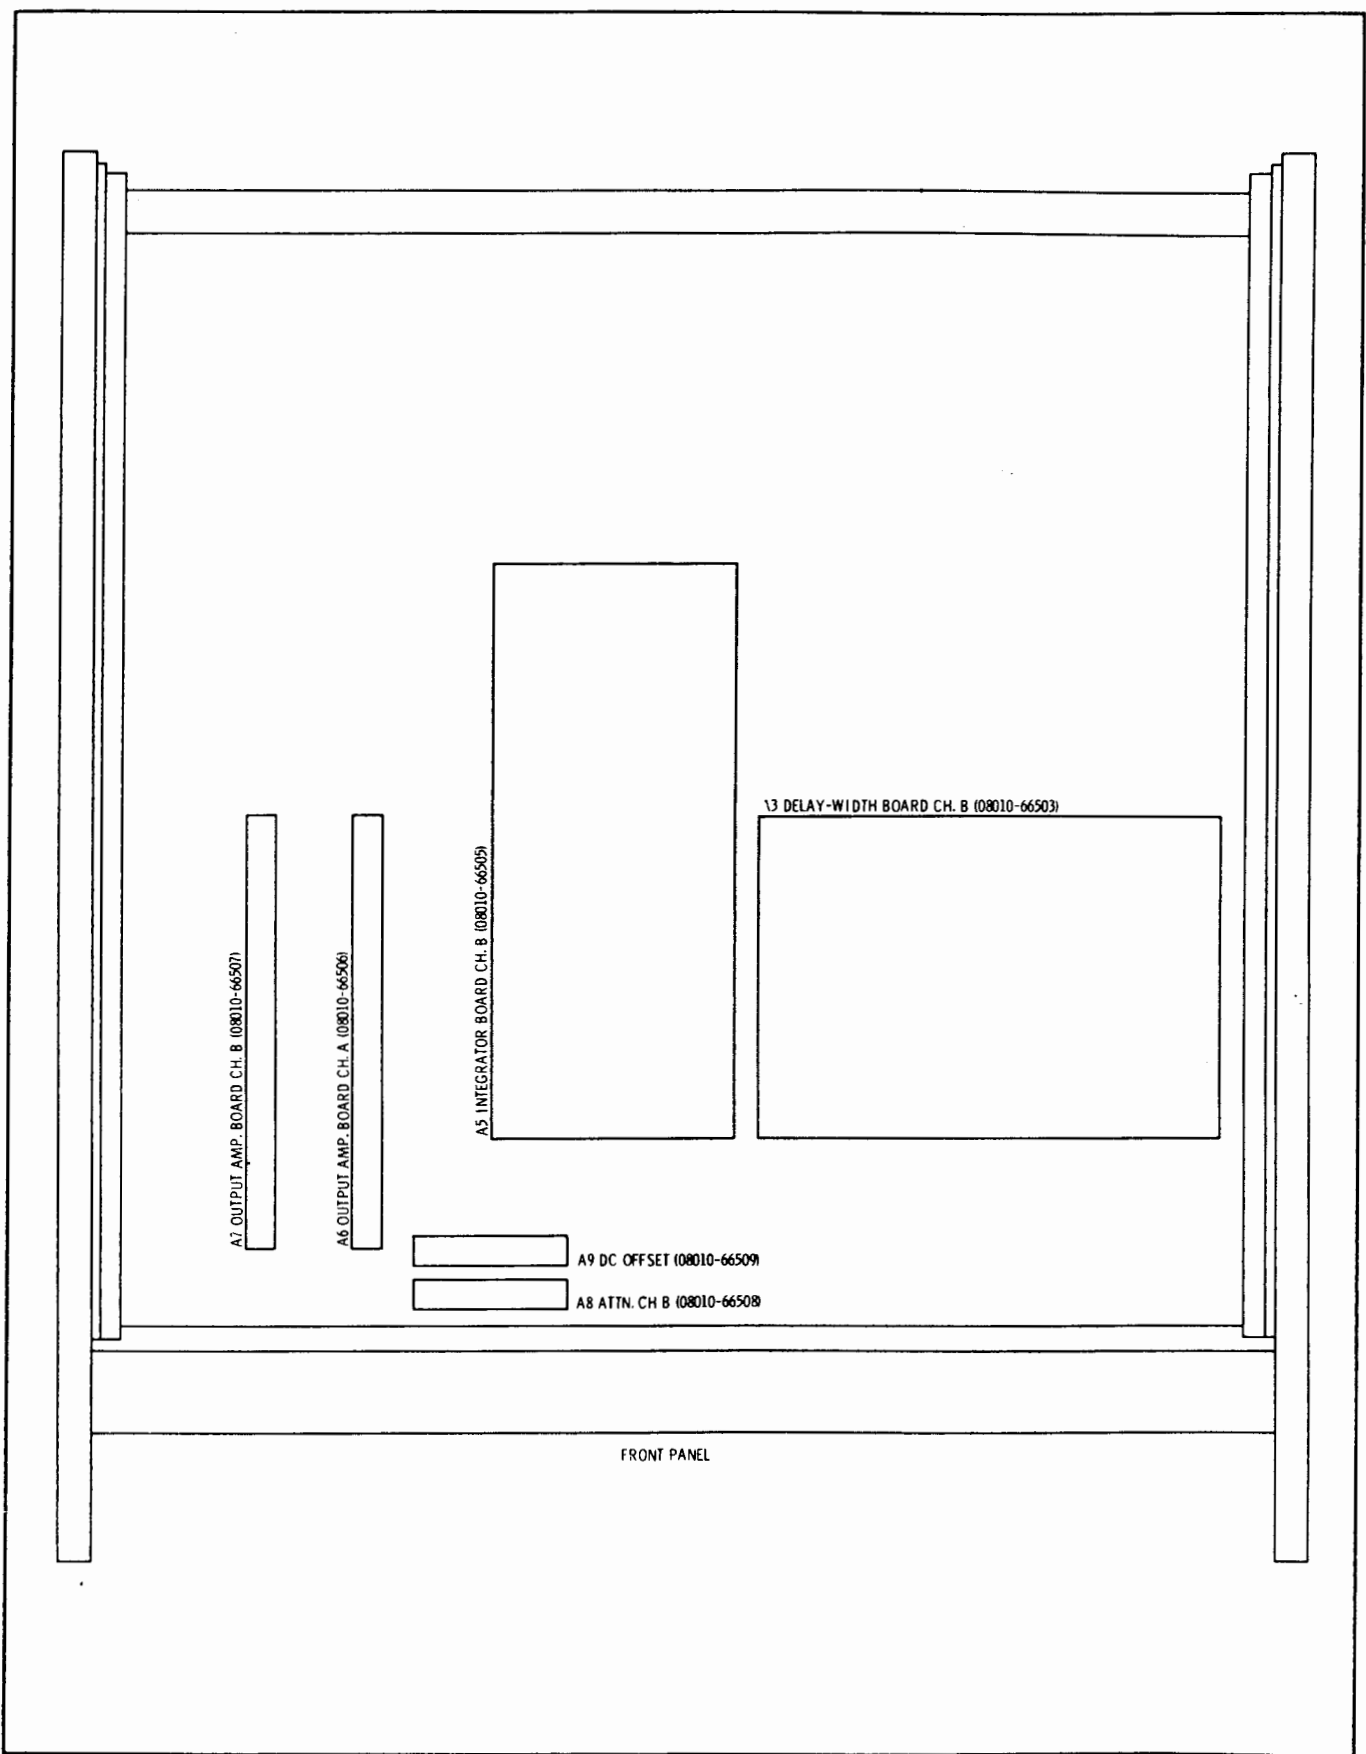 A3 DELAY-WIDTH BOARD CH. B (08010-66503)
A5 INTEGRATOR BOARD CH. B (08010-66505)
A7 OUTPUT AMP. BOARD CH. B (08010-66507)
A6 OUTPUT AMP. BOARD CH. A (08010-66506)
A9 DC OFFSET (08010-66509)
A8 ATTN. CH B (08010-66508)
FRONT PANEL